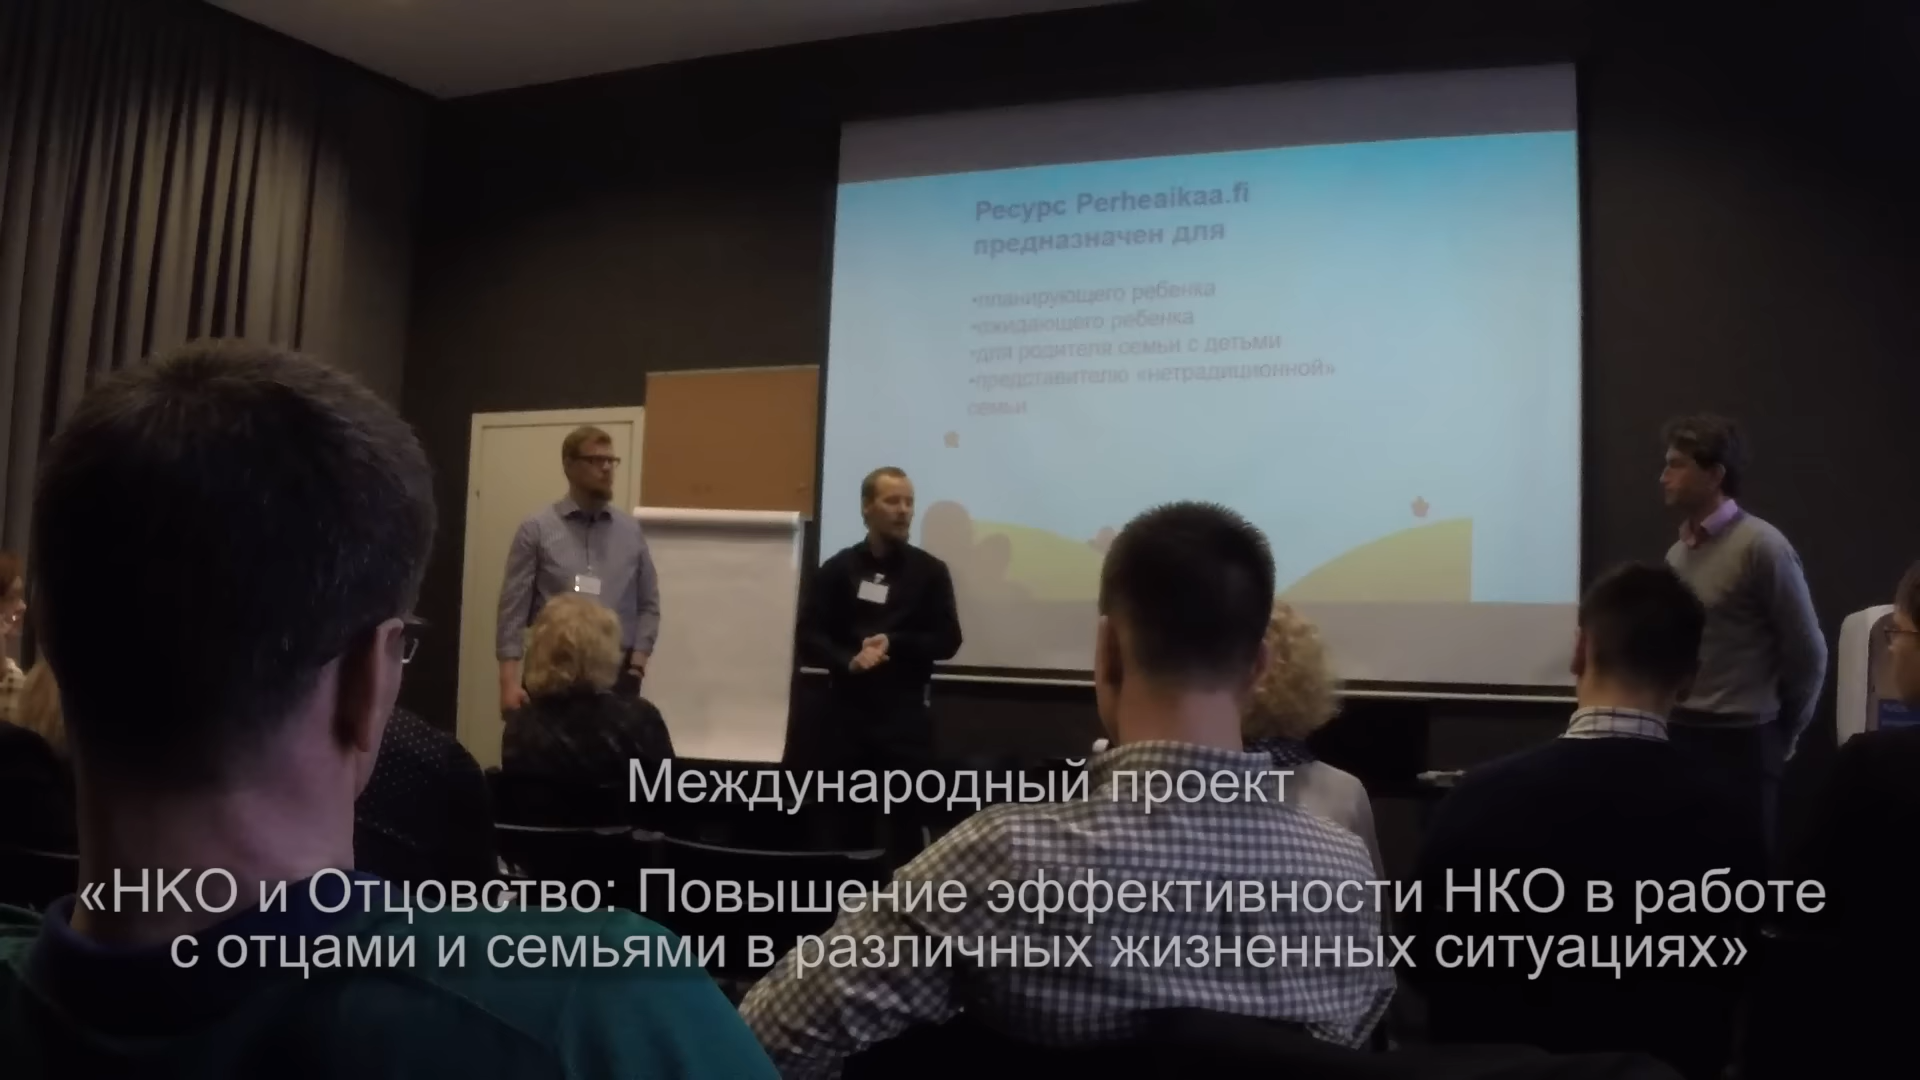 Ресурс Perheaikaa.fi
предназначен для
•планирующего ребенка
•ожидающего ребенка
•для родителя семьи с детьми
•представителю «нетрадиционной»
семьи
Международный проект
«НКО и Отцовство: Повышение эффективности НКО в работе
с отцами и семьями в различных жизненных ситуациях»